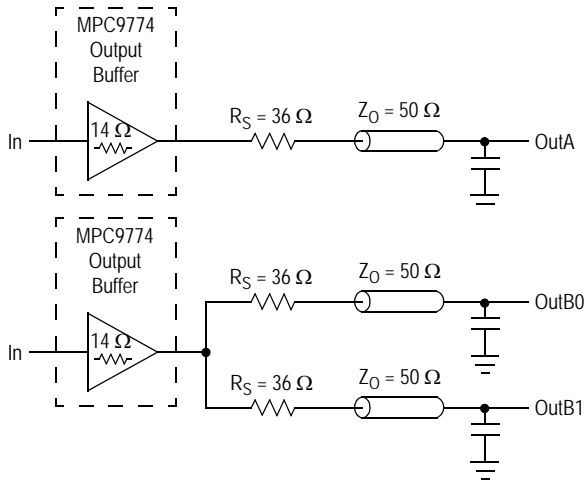 MPC9774
Output
Buffer
14 Ω
In
R_S = 36 Ω
Z_O = 50 Ω
OutA
MPC9774
Output
Buffer
14 Ω
In
R_S = 36 Ω
Z_O = 50 Ω
OutB0
R_S = 36 Ω
Z_O = 50 Ω
OutB1